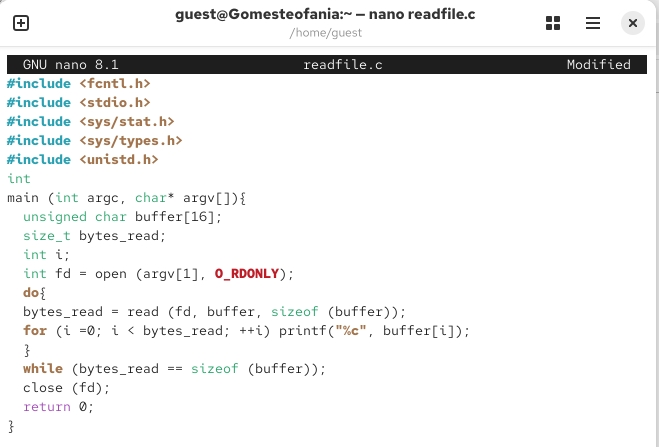 guest@Gomesteofania:~ — nano readfile.c
/home/guest
GNU nano 8.1 readfile.c Modified
#include <fcntl.h>
#include <stdio.h>
#include <sys/stat.h>
#include <sys/types.h>
#include <unistd.h>
int
main (int argc, char* argv[]){
  unsigned char buffer[16];
  size_t bytes_read;
  int i;
  int fd = open (argv[1], O_RDONLY);
  do{
  bytes_read = read (fd, buffer, sizeof (buffer));
  for (i =0; i < bytes_read; ++i) printf("%c", buffer[i]);
  }
  while (bytes_read == sizeof (buffer));
  close (fd);
  return 0;
}